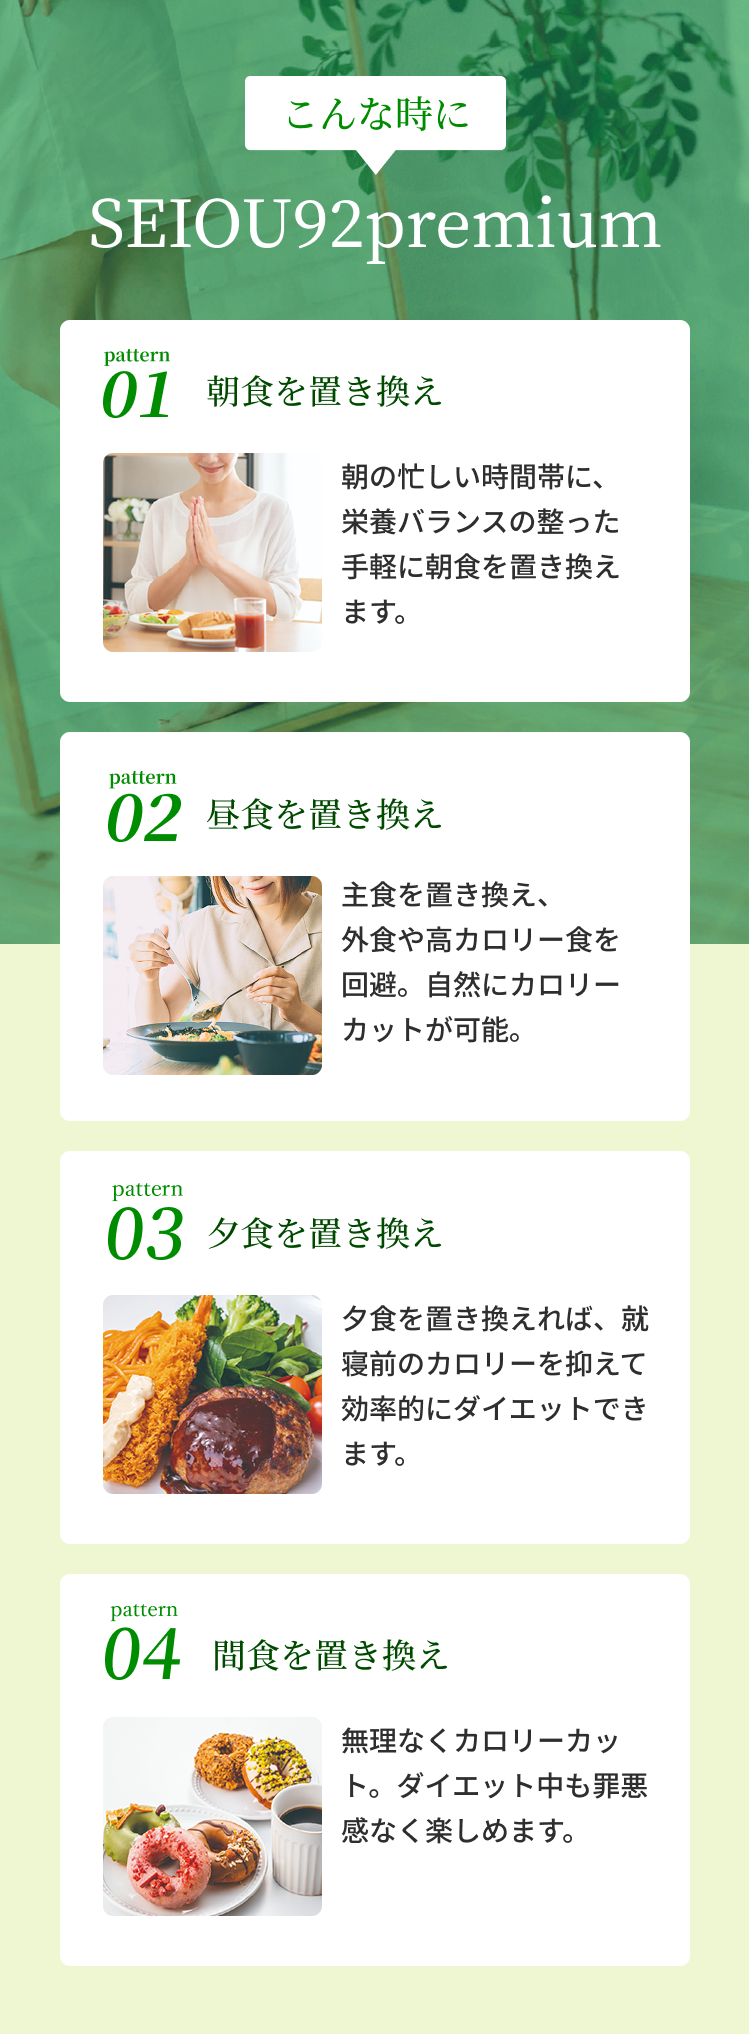 こんな時に
SEIOU92premium
pattern
01
朝食を置き換え
朝の忙しい時間帯に、
栄養バランスの整った
手軽に朝食を置き換え
ます。
pattern
02
昼食を置き換え
主食を置き換え、
外食や高カロリー食を
回避。自然にカロリー
カットが可能。
pattern
03
夕食を置き換え
夕食を置き換えれば、就
寝前のカロリーを抑えて
効率的にダイエットでき
ます。
pattern
04
間食を置き換え
無理なくカロリーカッ
ト。ダイエット中も罪悪
感なく楽しめます。